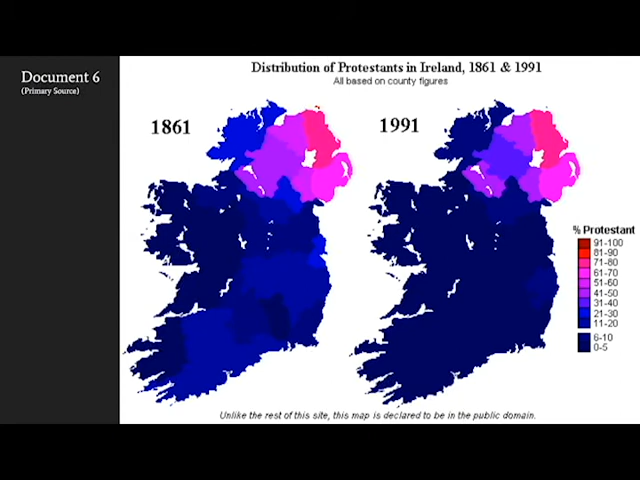 Document 6
(Primary Source)
Distribution of Protestants in Ireland, 1861 & 1991
All based on county figures
1861
1991
% Protestant
91-100
81-90
71-80
61-70
51-60
41-50
31-40
21-30
11-20
6-10
0-5
Unlike the rest of this site, this map is declared to be in the public domain.